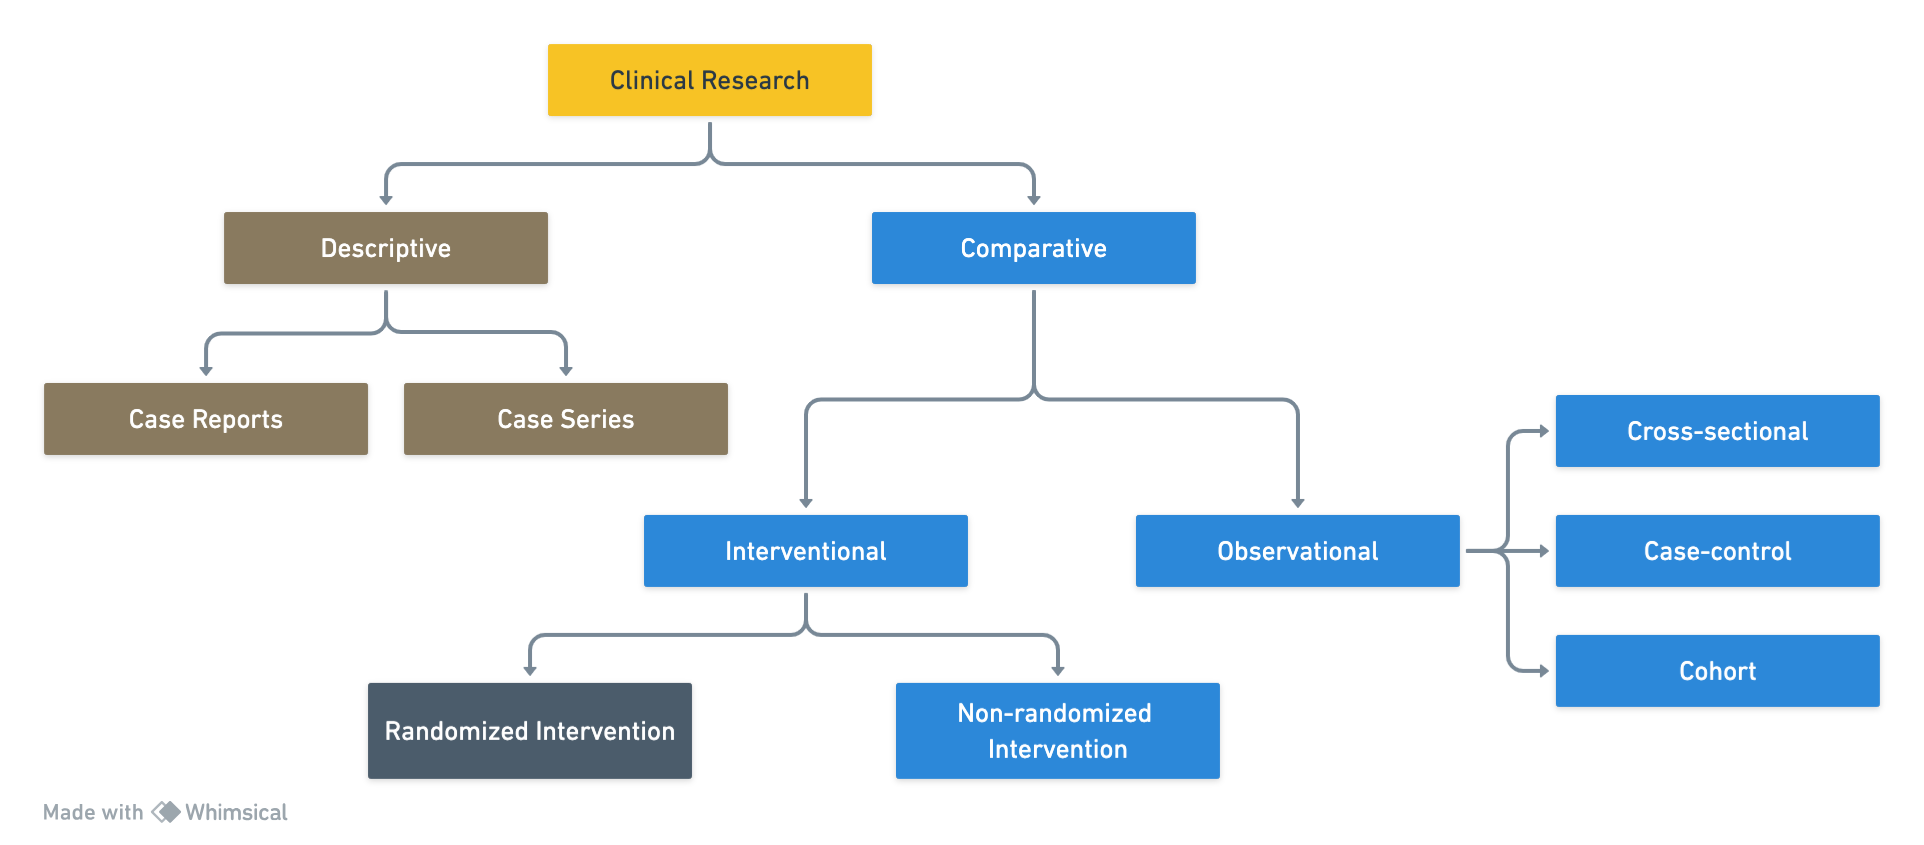 Clinical Research
Descriptive
Comparative
Case Reports
Case Series
Cross-sectional
Interventional
Observational
Case-control
Cohort
Randomized Intervention
Non-randomized
Intervention
Made with Whimsical